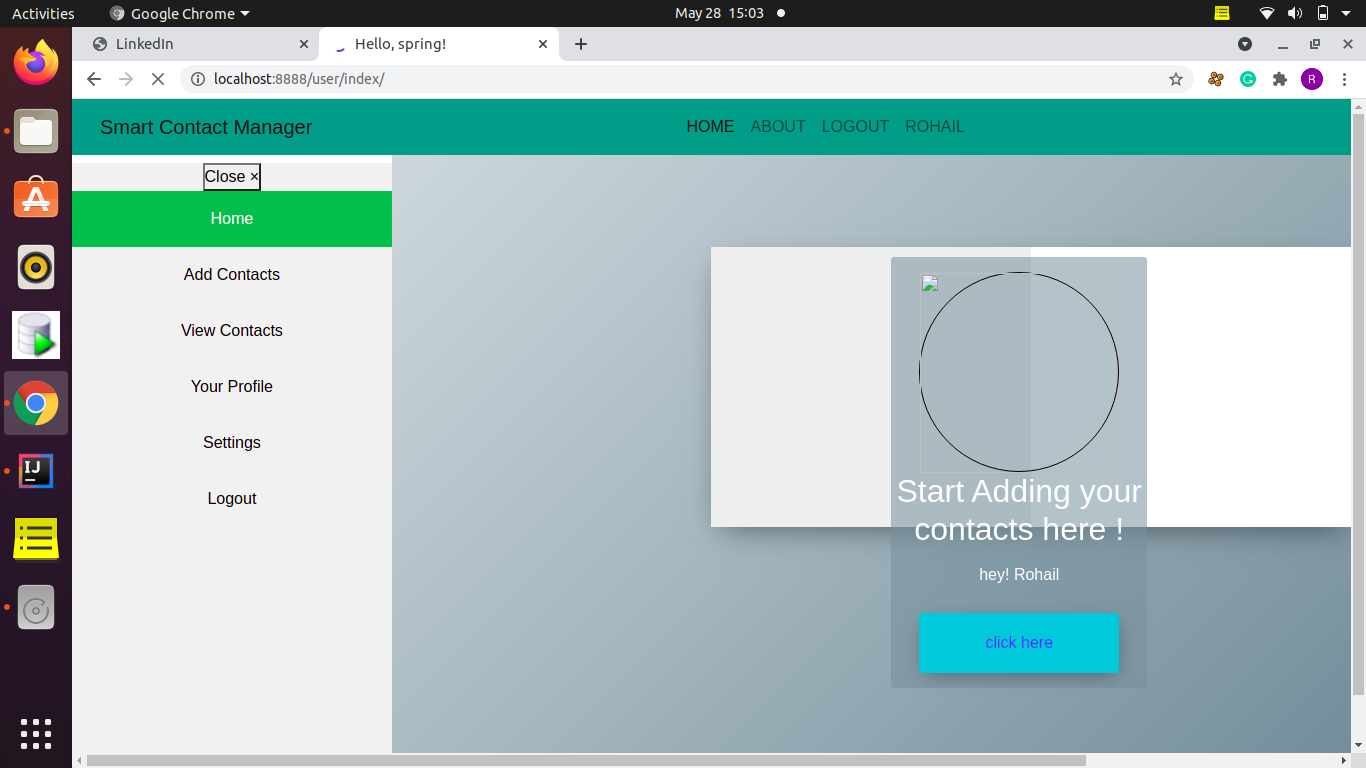 Activities
Google Chrome
May 28 15:03
LinkedIn
Hello, spring!
localhost:8888/user/index/
R
Smart Contact Manager
HOME
ABOUT
LOGOUT
ROHAIL
Close ×
Home
Add Contacts
View Contacts
Your Profile
Settings
Logout
Start Adding your
contacts here !
hey! Rohail
click here
IJ